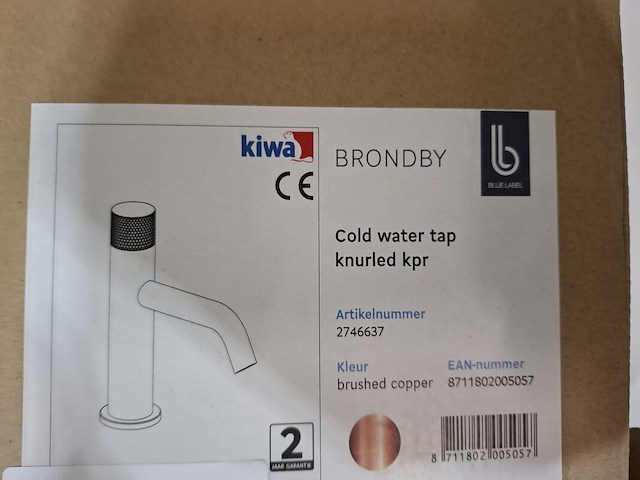 kiwa
CE
BRONDBY
b
BLUE LABEL
Cold water tap
knurled kpr
Artikelnummer
2746637
Kleur
brushed copper
EAN-nummer
8711802005057
2
JAAR GARANTIE
8 711802 005057